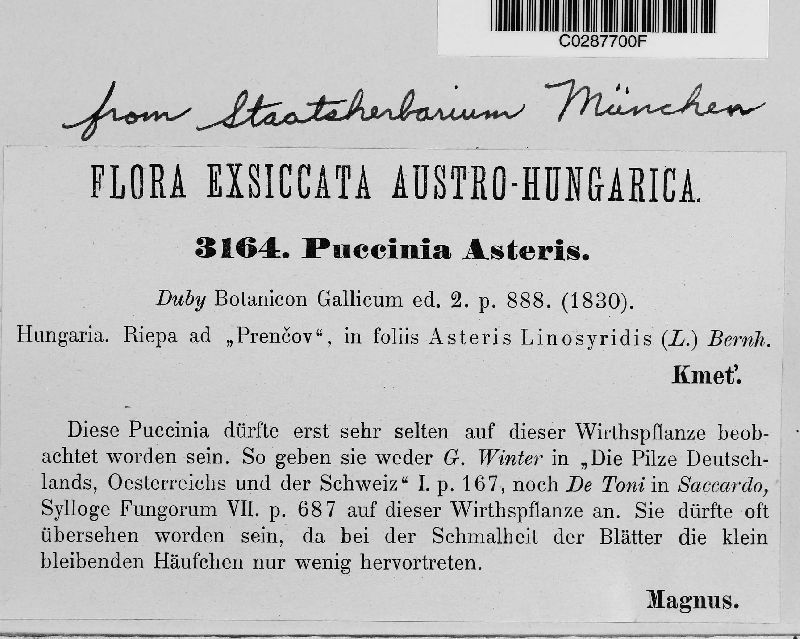 C0287700F
from Staatsherbarium München
FLORA EXSICCATA AUSTRO-HUNGARICA.
3164. Puccinia Asteris.
Duby Botanicon Gallicum ed. 2. p. 888. (1830).
Hungaria. Riepa ad „Prenčov“, in foliis Asteris Linosyridis (L.) Bernh.
Kmeť.
Diese Puccinia dürfte erst sehr selten auf dieser Wirthspflanze beob-
achtet worden sein. So geben sie weder G. Winter in „Die Pilze Deutsch-
lands, Oesterreichs und der Schweiz“ I. p. 167, noch De Toni in Saccardo,
Sylloge Fungorum VII. p. 687 auf dieser Wirthspflanze an. Sie dürfte oft
übersehen worden sein, da bei der Schmalheit der Blätter die klein
bleibenden Häufchen nur wenig hervortreten.
Magnus.